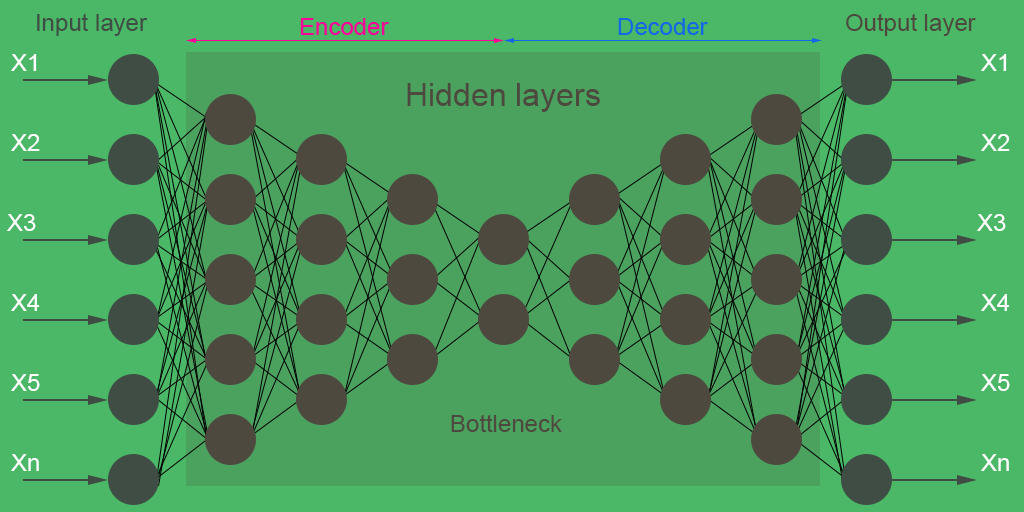 Input layer
Encoder
Decoder
Output layer
Hidden layers
X1
X2
X3
X4
X5
Xn
X1
X2
X3
X4
X5
Xn
Bottleneck